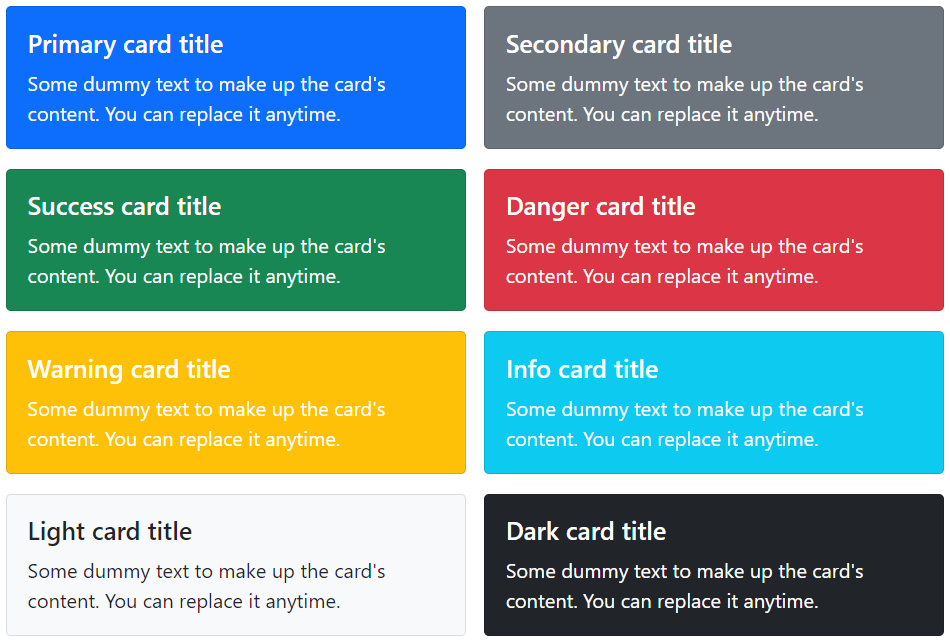 Primary card title
Some dummy text to make up the card's
content. You can replace it anytime.
Secondary card title
Some dummy text to make up the card's
content. You can replace it anytime.
Success card title
Some dummy text to make up the card's
content. You can replace it anytime.
Danger card title
Some dummy text to make up the card's
content. You can replace it anytime.
Warning card title
Some dummy text to make up the card's
content. You can replace it anytime.
Info card title
Some dummy text to make up the card's
content. You can replace it anytime.
Light card title
Some dummy text to make up the card's
content. You can replace it anytime.
Dark card title
Some dummy text to make up the card's
content. You can replace it anytime.